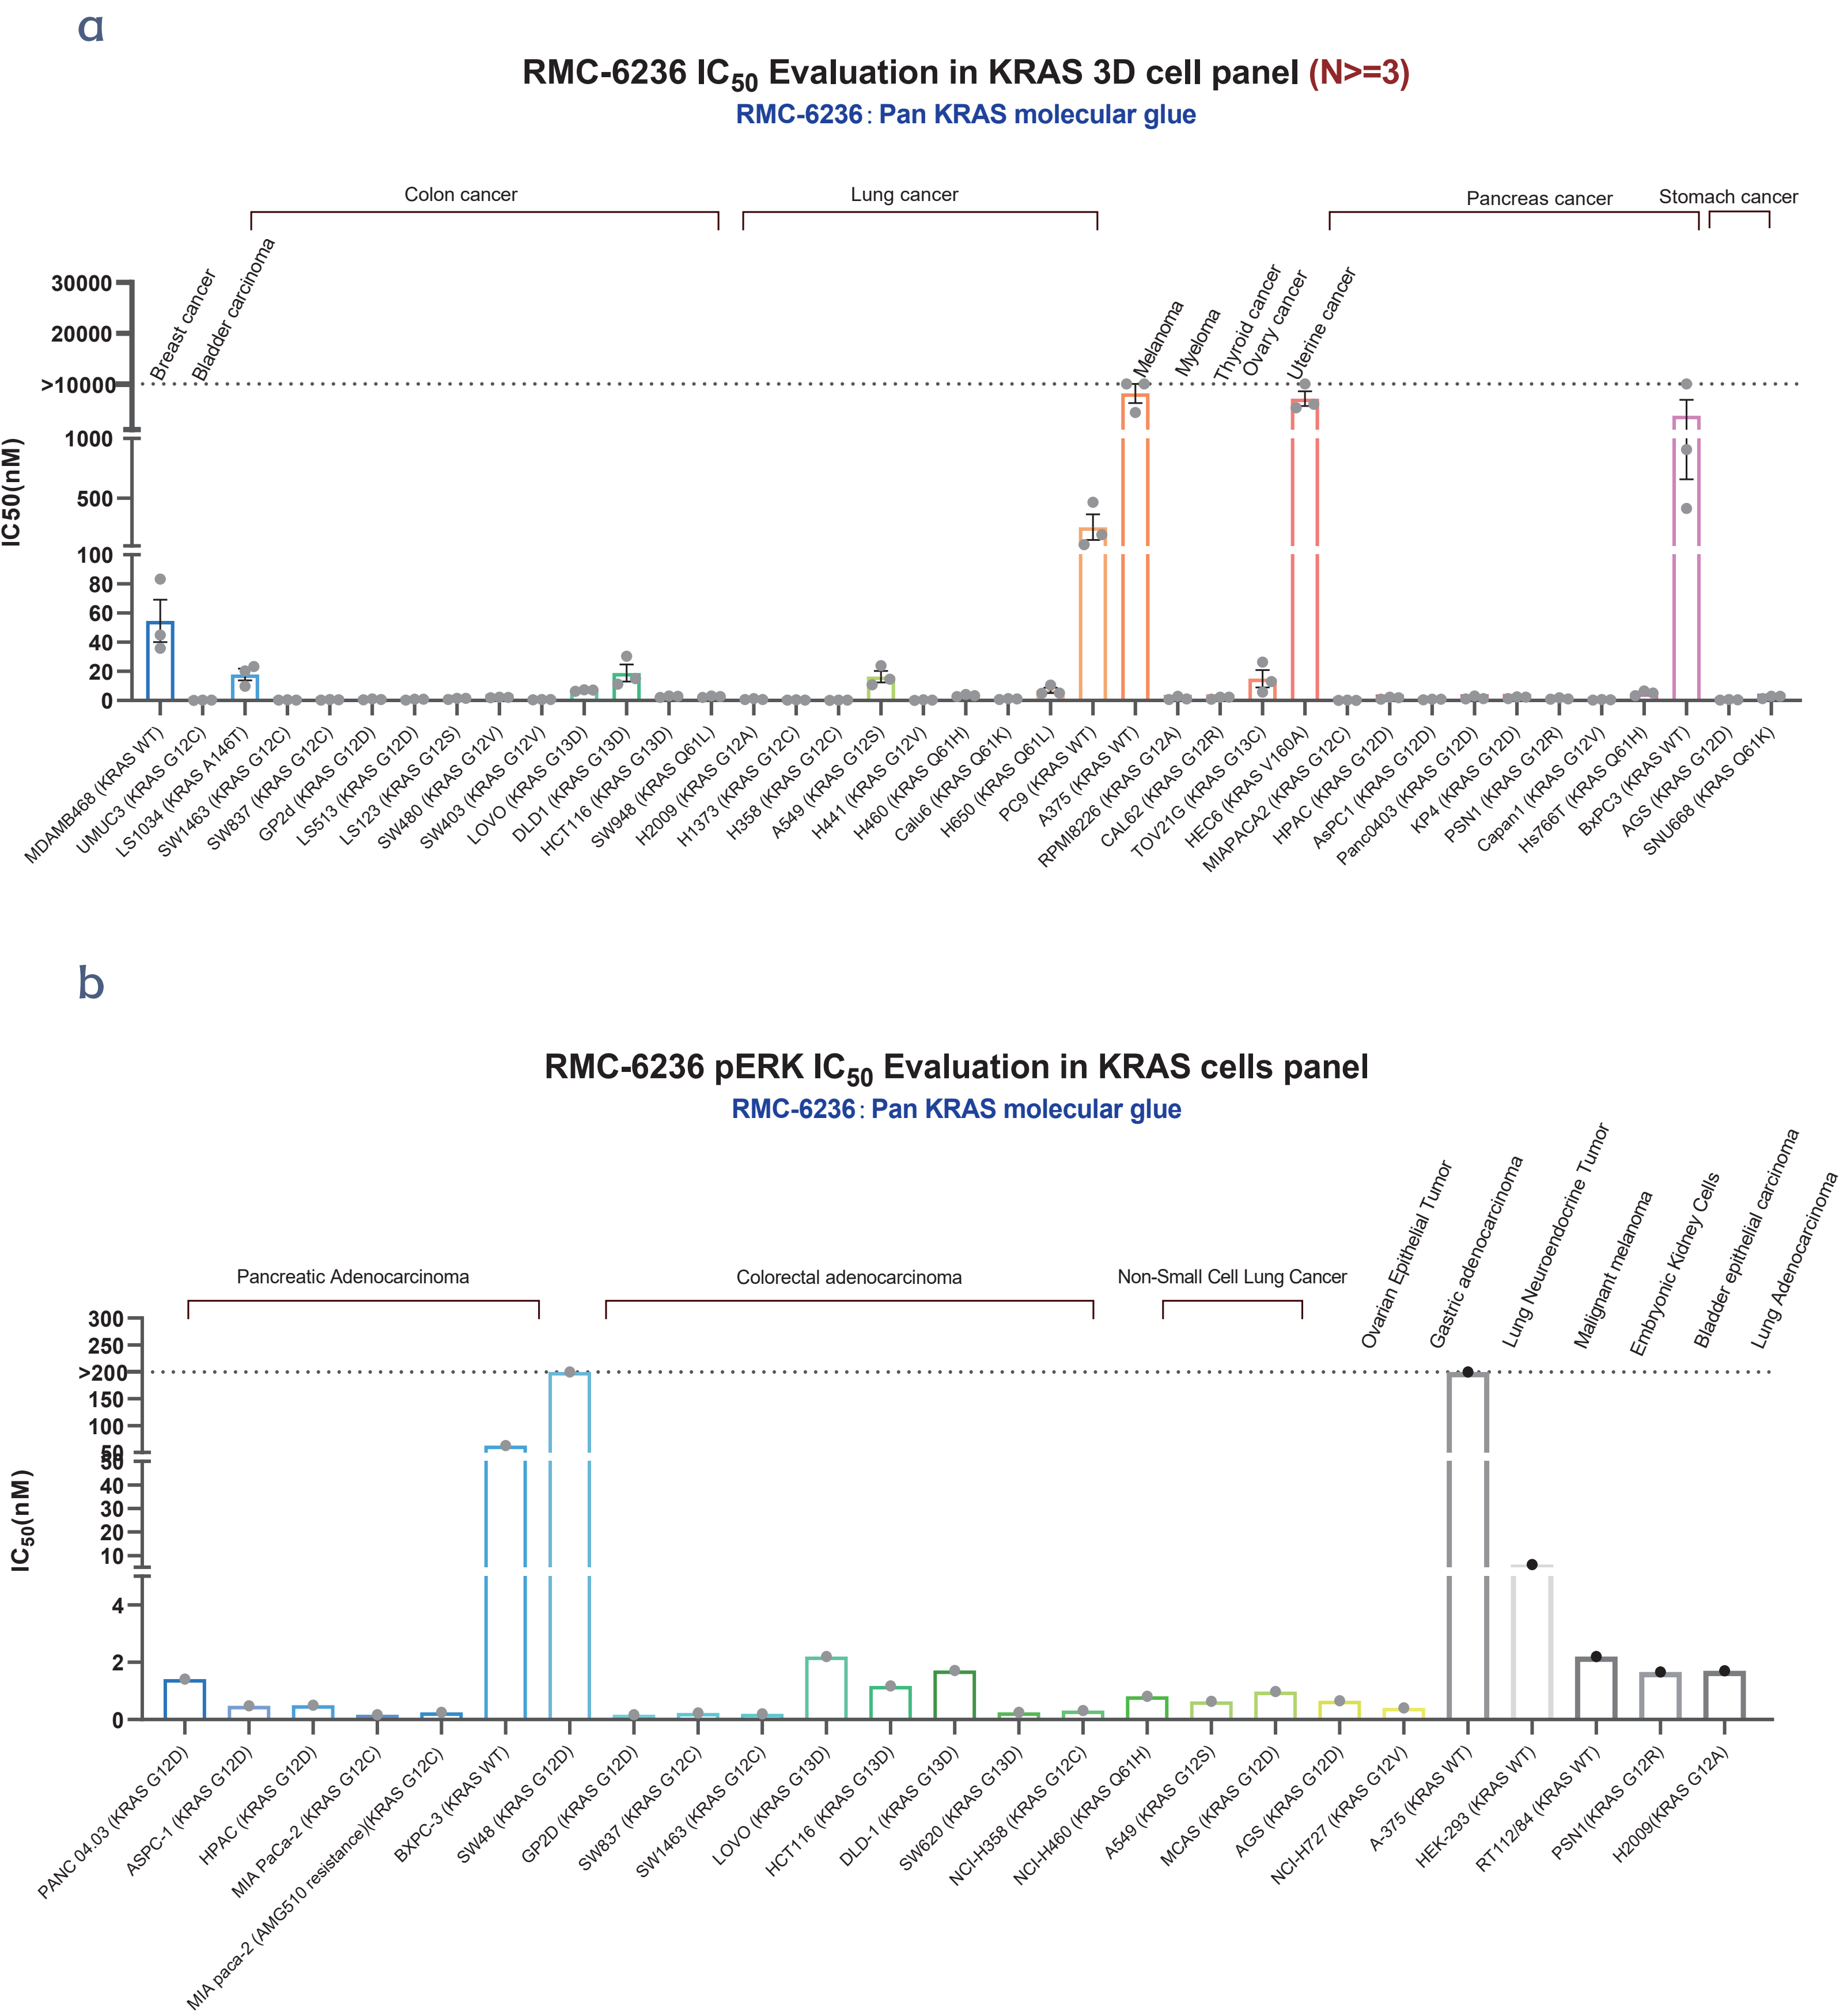 a
RMC-6236 IC50 Evaluation in KRAS 3D cell panel (N>=3)
RMC-6236: Pan KRAS molecular glue
Colon cancer
Lung cancer
Pancreas cancer
Stomach cancer
Breast cancer
Bladder carcinoma
Melanoma
Myeloma
Thyroid cancer
Ovary cancer
Uterine cancer
30000
20000
>10000
1000
500
100
80
60
40
20
0
IC50(nM)
MDAMB468 (KRAS WT)
UMUC3 (KRAS G12C)
LS1034 (KRAS A146T)
SW1463 (KRAS G12C)
SW837 (KRAS G12C)
GP2d (KRAS G12D)
LS513 (KRAS G12D)
LS123 (KRAS G12S)
SW480 (KRAS G12V)
SW403 (KRAS G12V)
LOVO (KRAS G13D)
DLD1 (KRAS G13D)
HCT116 (KRAS G13D)
SW948 (KRAS Q61L)
H2009 (KRAS G12A)
H1373 (KRAS G12C)
H358 (KRAS G12C)
A549 (KRAS G12S)
H441 (KRAS G12V)
H460 (KRAS Q61H)
Calu6 (KRAS Q61K)
H650 (KRAS Q61L)
PC9 (KRAS WT)
A375 (KRAS WT)
RPMI8226 (KRAS G12A)
CAL62 (KRAS G12R)
TOV21G (KRAS G13C)
HEC6 (KRAS V160A)
MIAPACA2 (KRAS G12C)
HPAC (KRAS G12D)
AsPC1 (KRAS G12D)
Panc0403 (KRAS G12D)
KP4 (KRAS G12D)
PSN1 (KRAS G12R)
Capan1 (KRAS G12V)
Hs766T (KRAS Q61H)
BxPC3 (KRAS WT)
AGS (KRAS G12D)
SNU668 (KRAS Q61K)
b
RMC-6236 pERK IC50 Evaluation in KRAS cells panel
RMC-6236: Pan KRAS molecular glue
Pancreatic Adenocarcinoma
Colorectal adenocarcinoma
Non-Small Cell Lung Cancer
Ovarian Epithelial Tumor
Gastric adenocarcinoma
Lung Neuroendocrine Tumor
Malignant melanoma
Embryonic Kidney Cells
Bladder epithelial carcinoma
Lung Adenocarcinoma
300
250
>200
150
100
50
50
40
30
20
10
4
2
0
IC50(nM)
PANC 04.03 (KRAS G12D)
ASPC-1 (KRAS G12D)
HPAC (KRAS G12D)
MIA PaCa-2 (KRAS G12C)
MIA paca-2 (AMG510 resistance)(KRAS G12C)
BXPC-3 (KRAS WT)
SW48 (KRAS G12D)
GP2D (KRAS G12D)
SW837 (KRAS G12C)
SW1463 (KRAS G12C)
LOVO (KRAS G13D)
HCT116 (KRAS G13D)
DLD-1 (KRAS G13D)
SW620 (KRAS G13D)
NCI-H358 (KRAS G12C)
NCI-H460 (KRAS Q61H)
A549 (KRAS G12S)
MCAS (KRAS G12D)
AGS (KRAS G12D)
NCI-H727 (KRAS G12V)
A-375 (KRAS WT)
HEK-293 (KRAS WT)
RT112/84 (KRAS WT)
PSN1(KRAS G12R)
H2009(KRAS G12A)